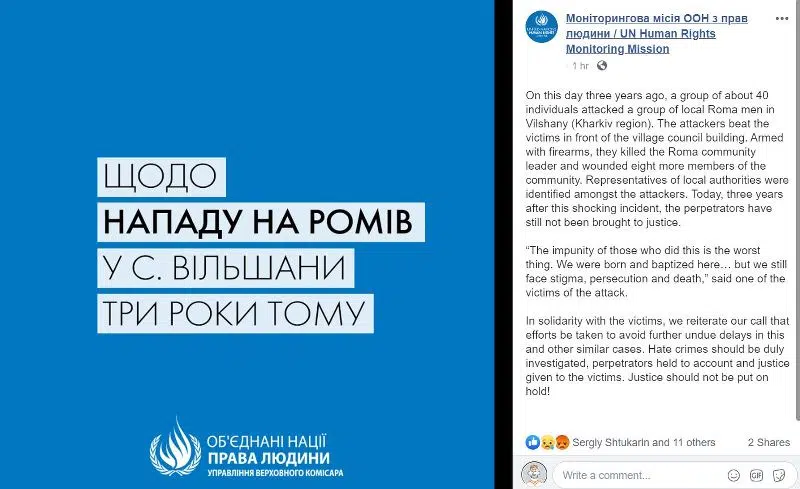 ЩОДО
НАПАДУ НА РОМІВ
У С. ВІЛЬШАНИ
ТРИ РОКИ ТОМУ
ОБ'ЄДНАНІ НАЦІЇ
ПРАВА ЛЮДИНИ
УПРАВЛІННЯ ВЕРХОВНОГО КОМІСАРА
Моніторингова місія ООН з прав
людини / UN Human Rights
Monitoring Mission
· 1 hr ·
On this day three years ago, a group of about 40
individuals attacked a group of local Roma men in
Vilshany (Kharkiv region). The attackers beat the
victims in front of the village council building. Armed
with firearms, they killed the Roma community
leader and wounded eight more members of the
community. Representatives of local authorities were
identified amongst the attackers. Today, three years
after this shocking incident, the perpetrators have
still not been brought to justice.
“The impunity of those who did this is the worst
thing. We were born and baptized here… but we still
face stigma, persecution and death,” said one of the
victims of the attack.
In solidarity with the victims, we reiterate our call that
efforts be taken to avoid further undue delays in this
and other similar cases. Hate crimes should be duly
investigated, perpetrators held to account and justice
given to the victims. Justice should not be put on
hold!
Sergiy Shtukarin and 11 others
2 Shares
Write a comment...
GIF